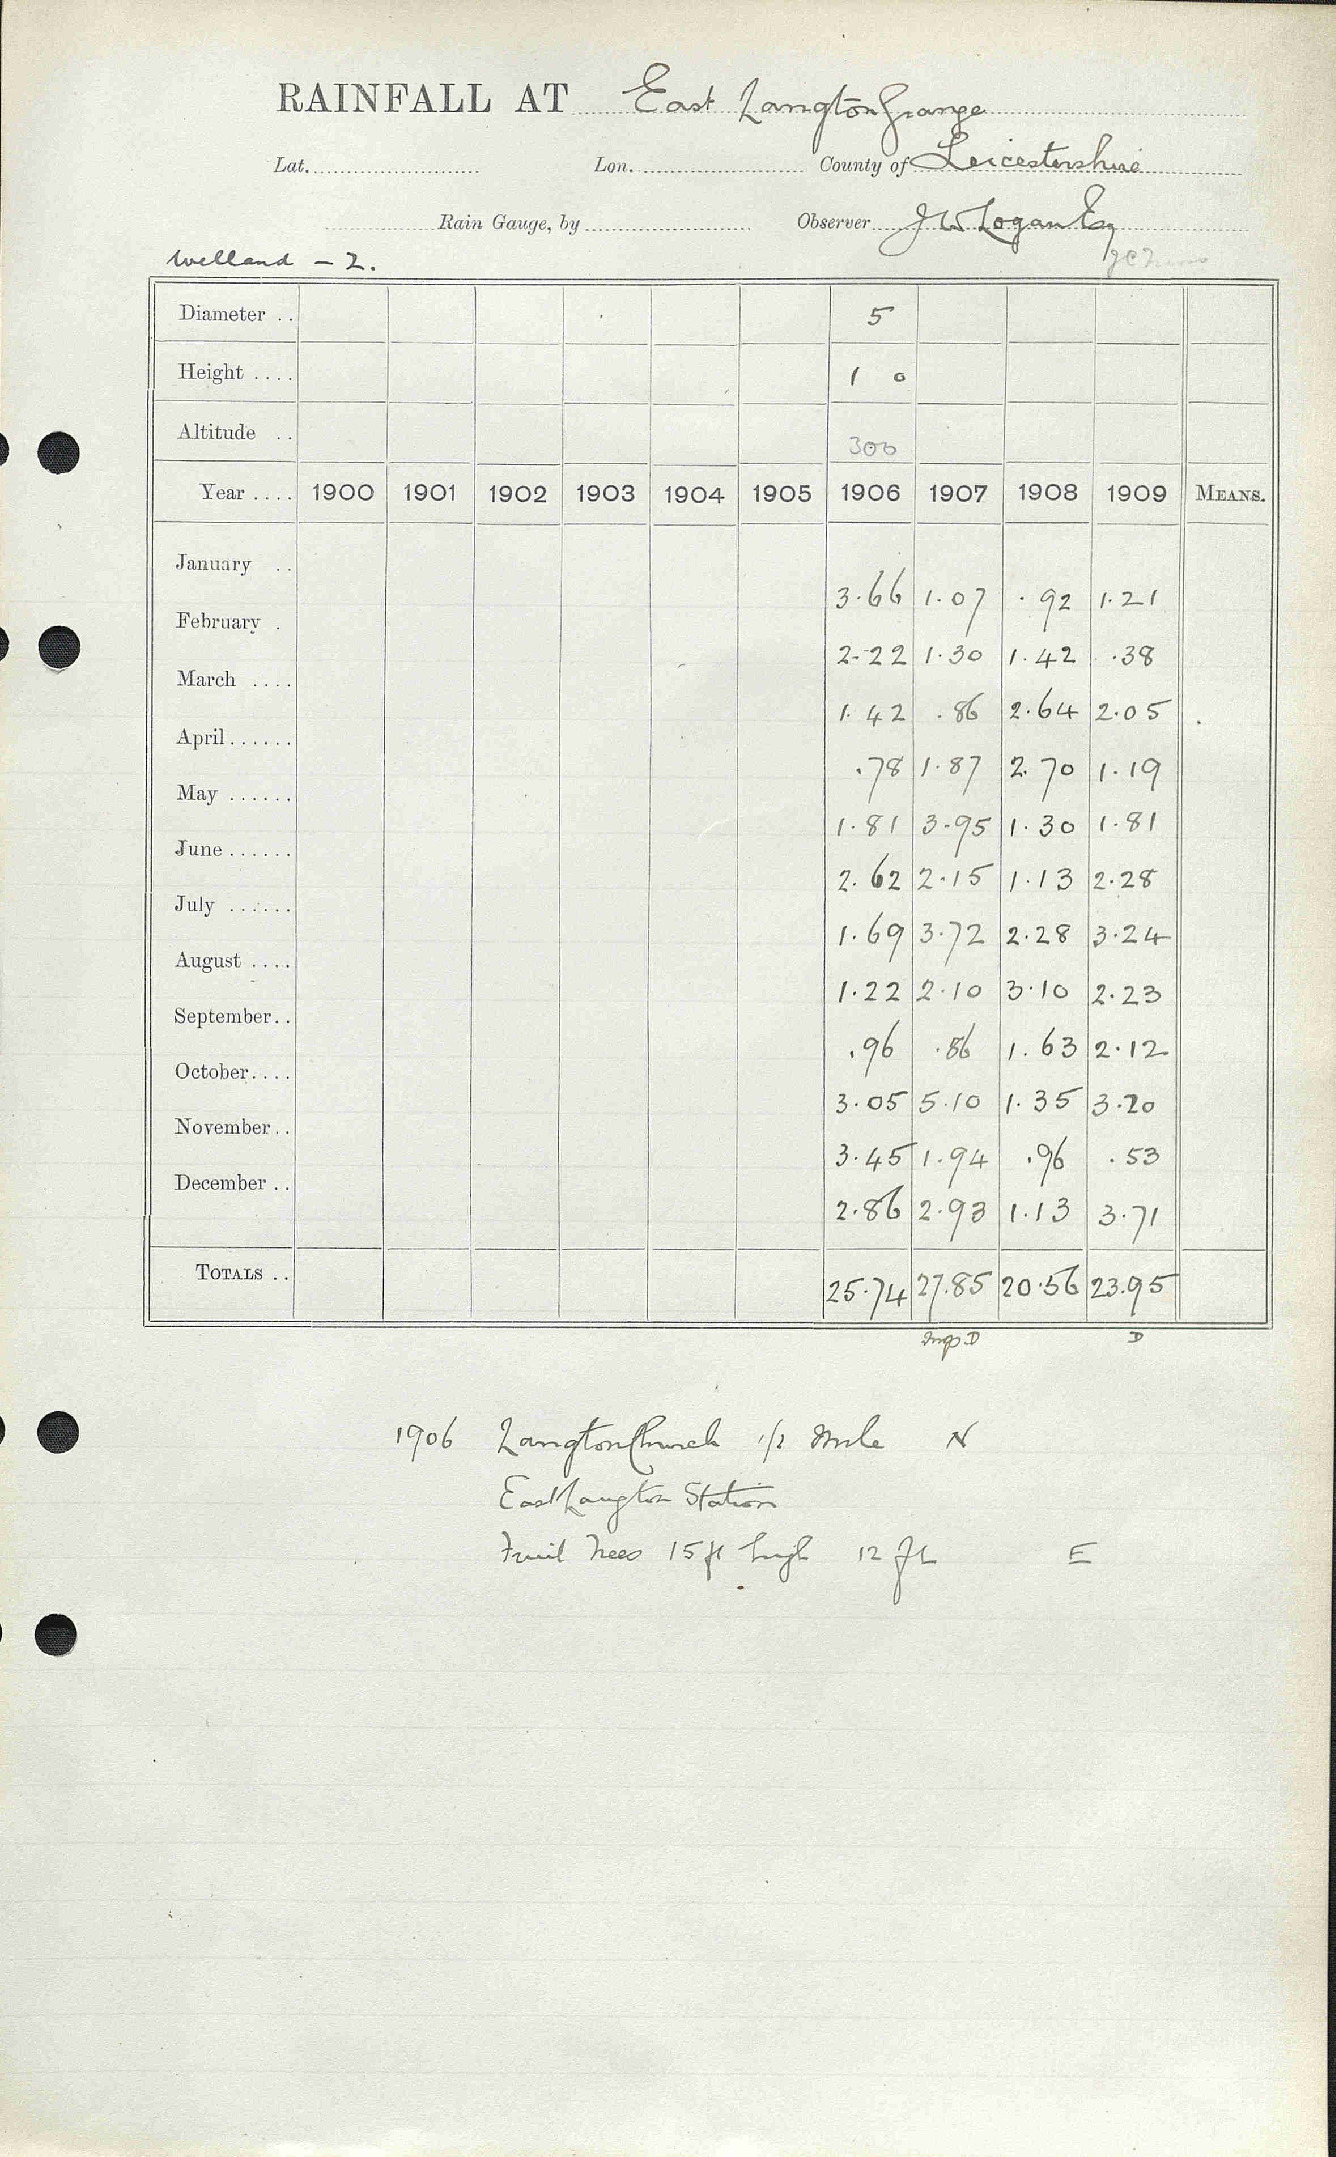 RAINFALL AT East Langton Grange
Lat. Lon. County of Leicestershire
Rain Gauge, by Observer J W Logan Esq
Welland - 2.
Diameter .. 5
Height .... 1 0
Altitude .. 300
Year .... 1900 1901 1902 1903 1904 1905 1906 1907 1908 1909 MEANS.
January .. 3.66 1.07 .92 1.21
February . 2.22 1.30 1.42 .38
March .... 1.42 .86 2.64 2.05
April...... .78 1.87 2.70 1.19
May ...... 1.81 3.95 1.30 1.81
June...... 2.62 2.15 1.13 2.28
July ...... 1.69 3.72 2.28 3.24
August .... 1.22 2.10 3.10 2.23
September.. .96 .86 1.63 2.12
October.... 3.05 5.10 1.35 3.20
November.. 3.45 1.94 .96 .53
December .. 2.86 2.93 1.13 3.71
TOTALS .. 25.74 27.85 20.56 23.95
D D
1906 Langton Church 1/2 Mile N
East Langton Station
Fruit Trees 15 ft high 12 ft E